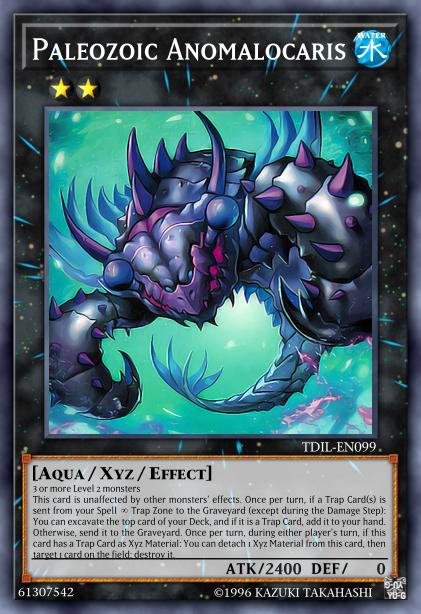 PALEOZOIC ANOMALOCARIS
WATER
水
TDIL-EN099
[AQUA / XYZ / EFFECT]
3 or more Level 2 monsters
This card is unaffected by other monsters' effects. Once per turn, if a Trap Card(s) is
sent from your Spell & Trap Zone to the Graveyard (except during the Damage Step):
You can excavate the top card of your Deck, and if it is a Trap Card, add it to your hand.
Otherwise, send it to the Graveyard. Once per turn, during either player's turn, if this
card has a Trap Card as Xyz Material: You can detach 1 Xyz Material from this card, then
target 1 card on the field; destroy it.
ATK/2400 DEF/ 0
61307542
©1996 KAZUKI TAKAHASHI